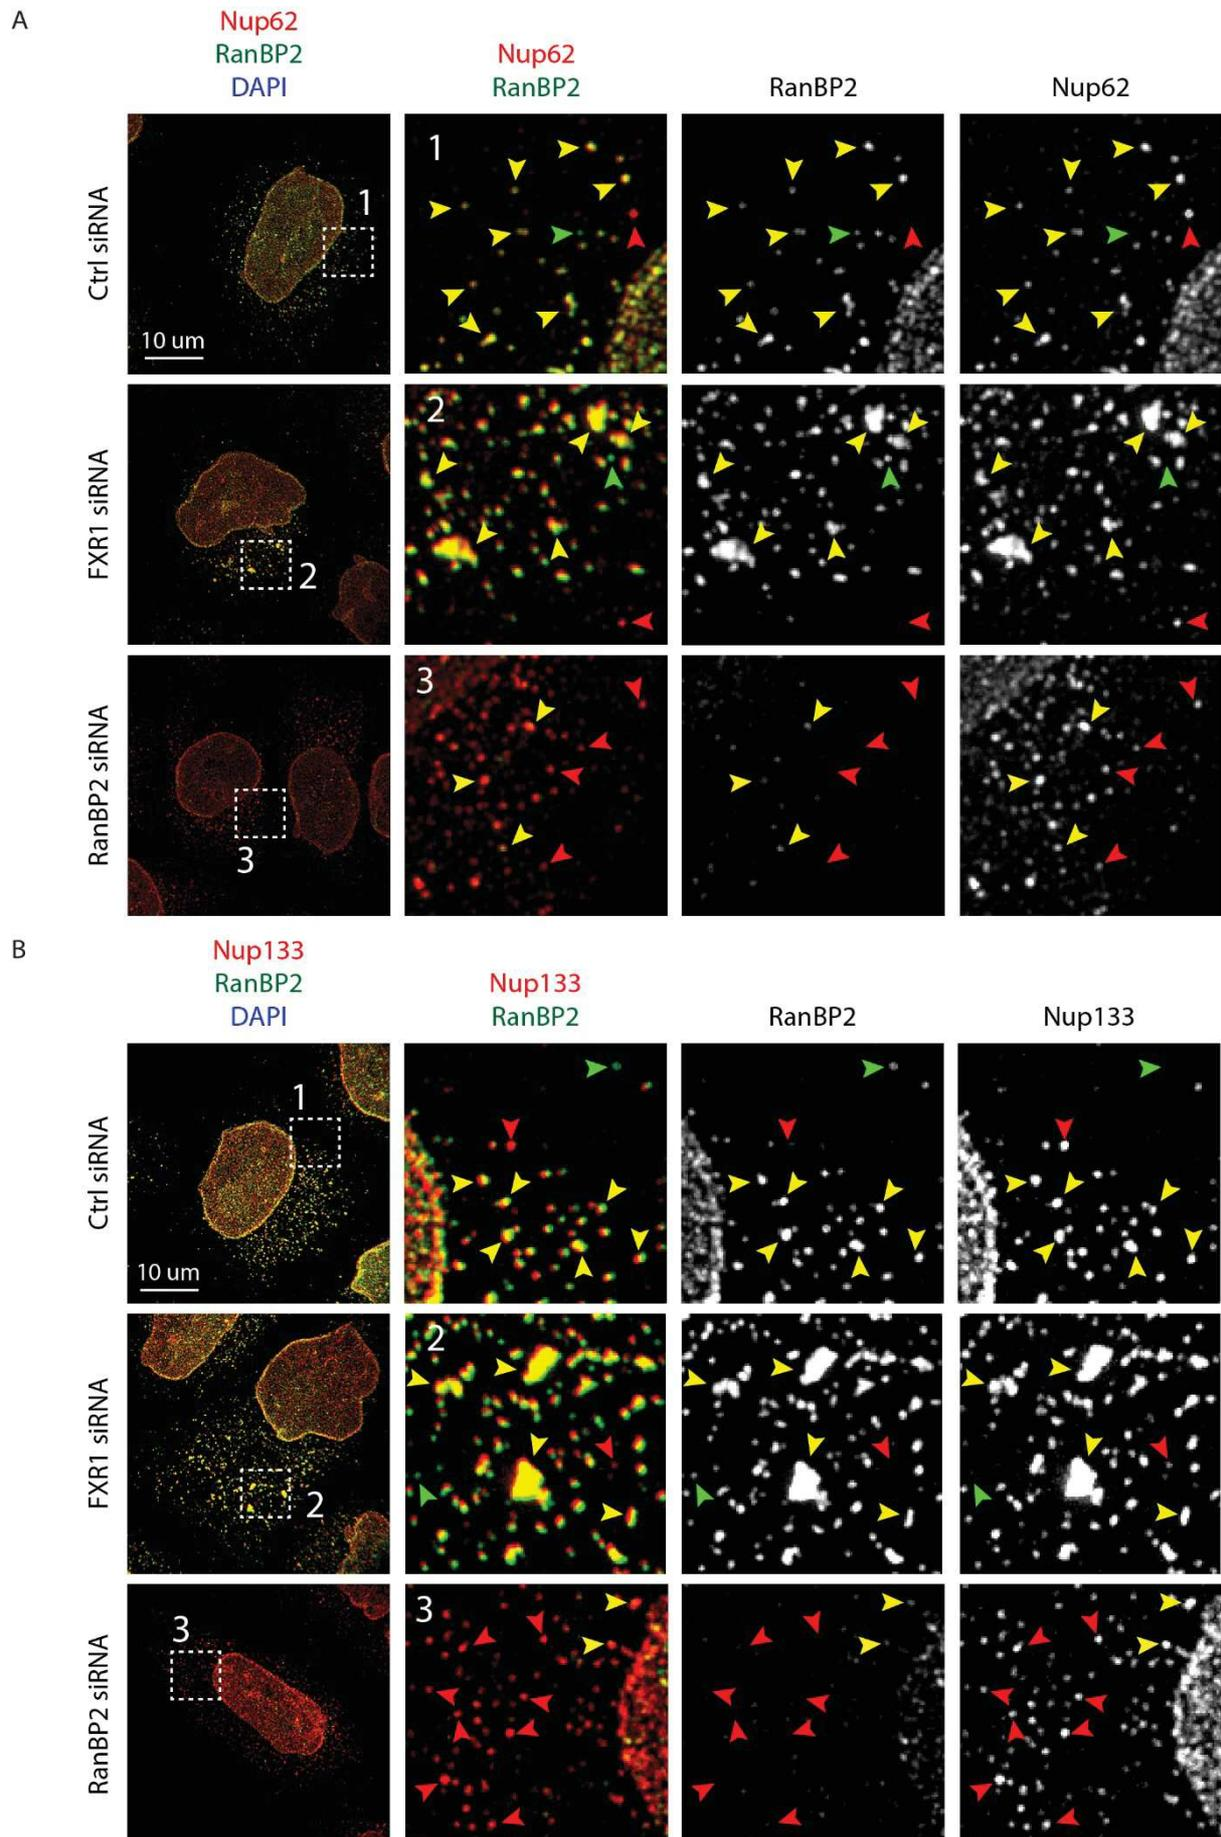 A
Nup62
RanBP2
DAPI
Nup62
RanBP2
RanBP2
Nup62
Ctrl siRNA
1
10 um
1
FXR1 siRNA
2
2
RanBP2 siRNA
3
3
B
Nup133
RanBP2
DAPI
Nup133
RanBP2
RanBP2
Nup133
Ctrl siRNA
1
10 um
FXR1 siRNA
2
2
RanBP2 siRNA
3
3